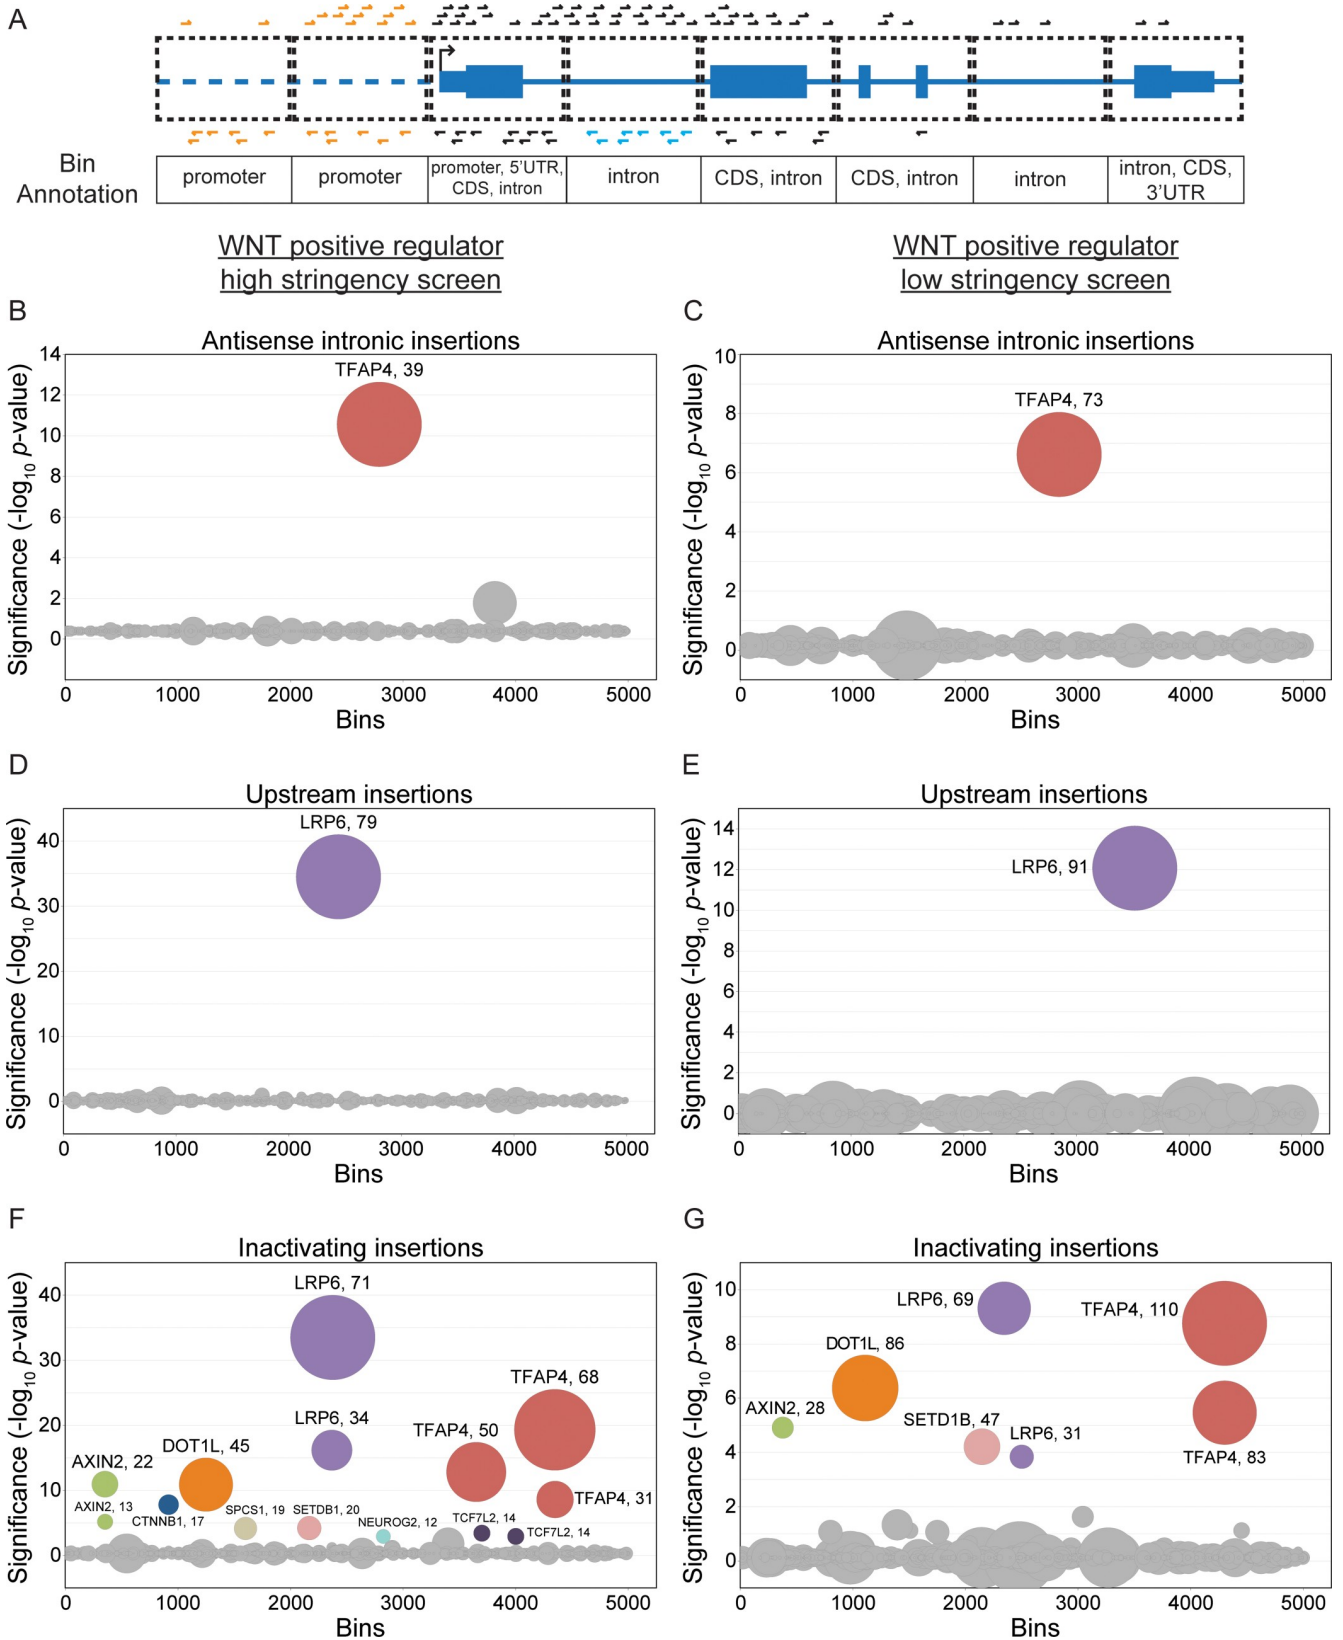 A
Bin
Annotation
promoter
promoter
promoter, 5'UTR,
CDS, intron
intron
CDS, intron
CDS, intron
intron
intron, CDS,
3'UTR
WNT positive regulator
high stringency screen
WNT positive regulator
low stringency screen
B
Antisense intronic insertions
Significance (-log10 p-value)
14
12
10
8
6
4
2
0
TFAP4, 39
0 1000 2000 3000 4000 5000
Bins
C
Antisense intronic insertions
Significance (-log10 p-value)
10
8
6
4
2
0
TFAP4, 73
0 1000 2000 3000 4000 5000
Bins
D
Upstream insertions
Significance (-log10 p-value)
40
30
20
10
0
LRP6, 79
0 1000 2000 3000 4000 5000
Bins
E
Upstream insertions
Significance (-log10 p-value)
14
12
10
8
6
4
2
0
LRP6, 91
0 1000 2000 3000 4000 5000
Bins
F
Inactivating insertions
Significance (-log10 p-value)
40
30
20
10
0
LRP6, 71
TFAP4, 68
LRP6, 34
TFAP4, 50
DOT1L, 45
AXIN2, 22
TFAP4, 31
AXIN2, 13
CTNNB1, 17
SPCS1, 19
SETDB1, 20
NEUROG2, 12
TCF7L2, 14
TCF7L2, 14
0 1000 2000 3000 4000 5000
Bins
G
Inactivating insertions
Significance (-log10 p-value)
10
8
6
4
2
0
LRP6, 69
TFAP4, 110
DOT1L, 86
AXIN2, 28
SETD1B, 47
LRP6, 31
TFAP4, 83
0 1000 2000 3000 4000 5000
Bins